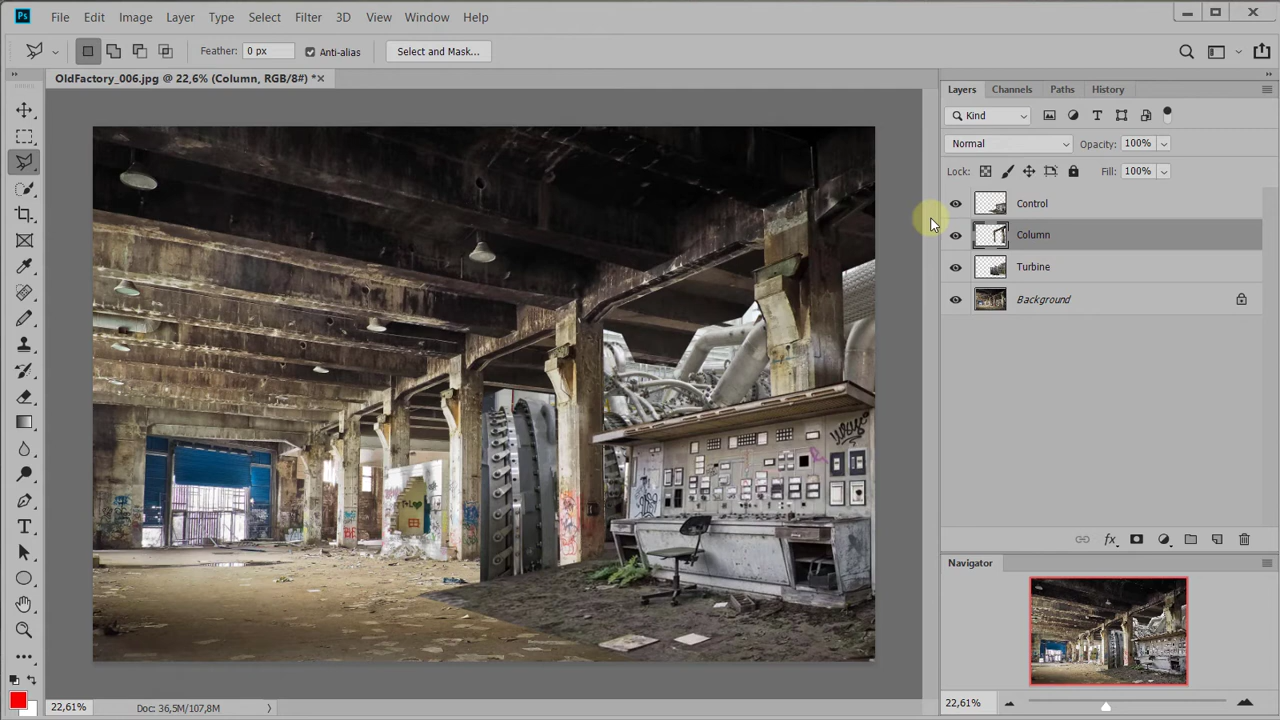 Ps File Edit Image Layer Type Select Filter 3D View Window Help
Feather: 0 px Anti-alias Select and Mask...
OldFactory_006.jpg @ 22,6% (Column, RGB/8#) *
Layers Channels Paths History
Kind
Normal Opacity: 100%
Lock: Fill: 100%
Control
Column
Turbine
Background
Navigator
22,61%
22,61% Doc: 36,5M/107,8M